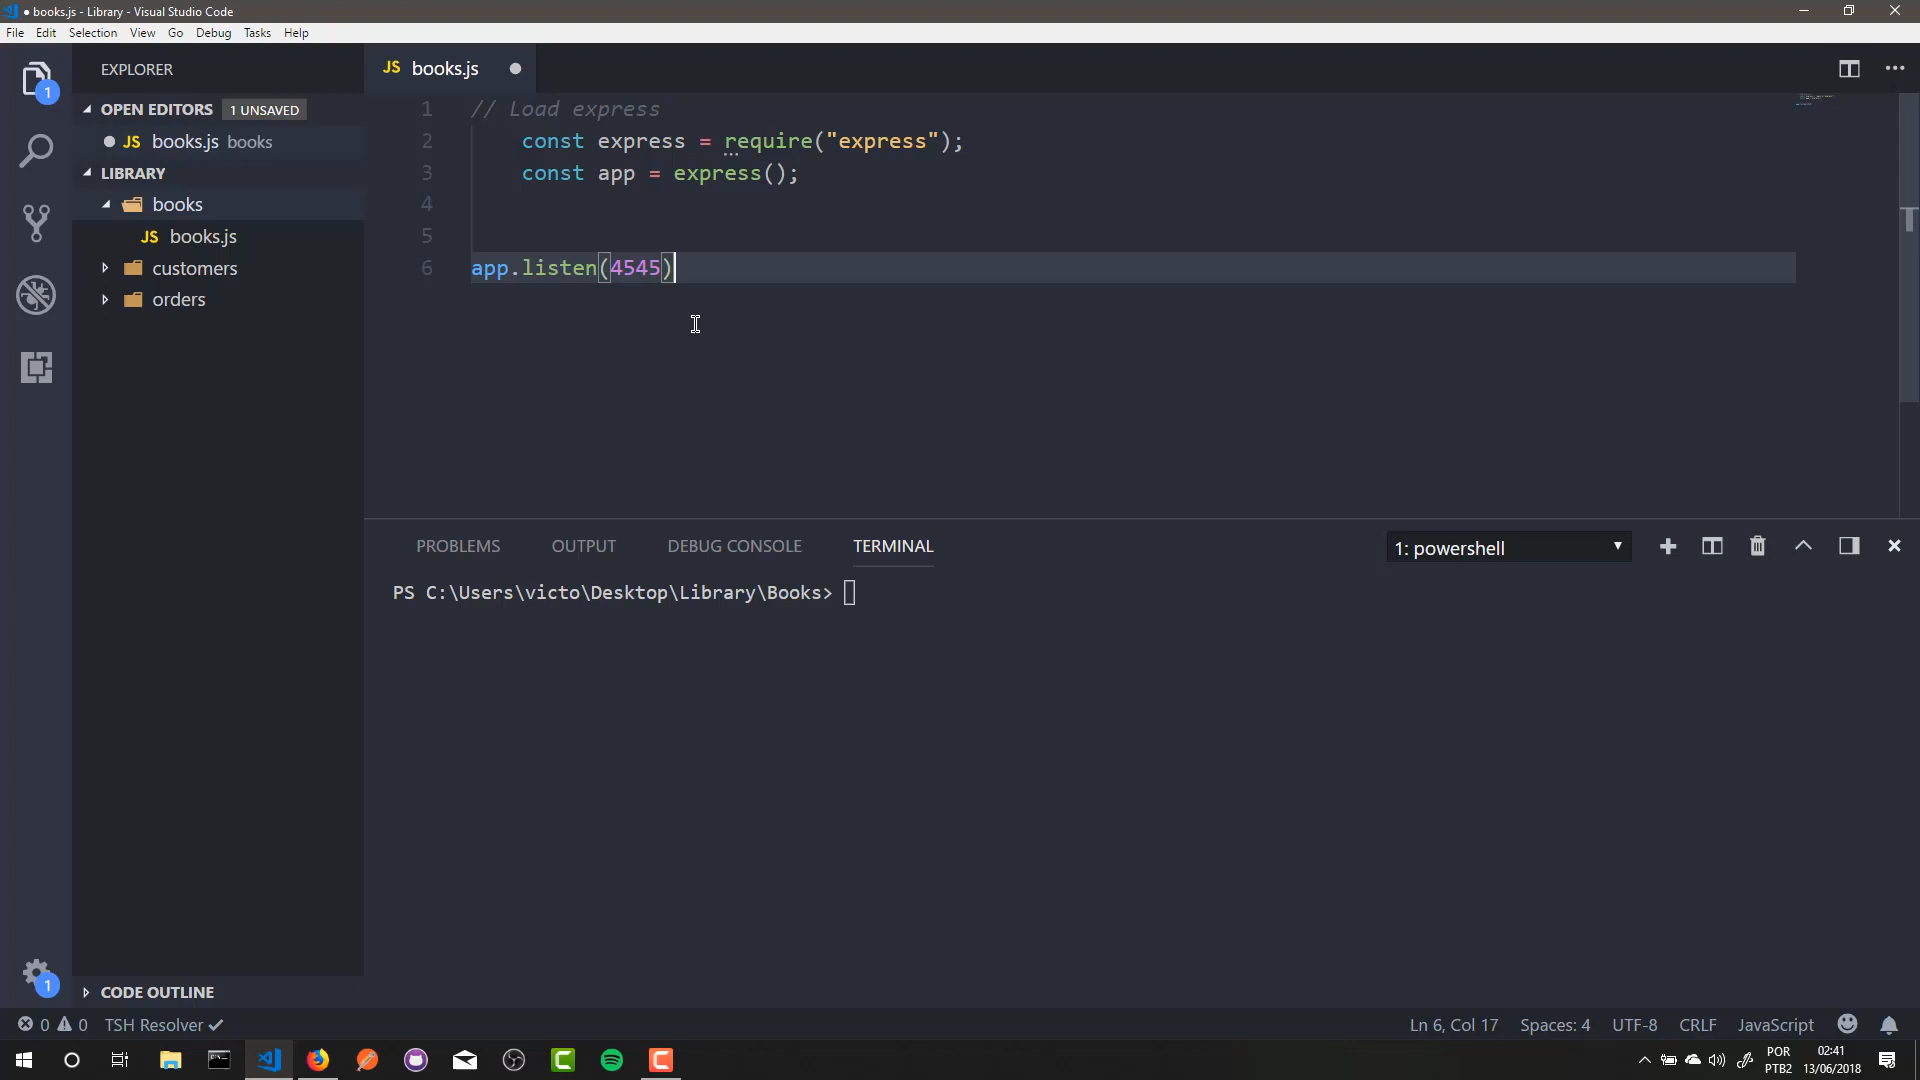 ● books.js - Library - Visual Studio Code
File Edit Selection View Go Debug Tasks Help
EXPLORER
OPEN EDITORS 1 UNSAVED
JS books.js books
LIBRARY
books
JS books.js
customers
orders
CODE OUTLINE
JS books.js
1 // Load express
2 const express = require("express");
3 const app = express();
4
5
6 app.listen(4545)
PROBLEMS OUTPUT DEBUG CONSOLE TERMINAL 1: powershell
PS C:\Users\victo\Desktop\Library\Books>
1
1
0 0 TSH Resolver Ln 6, Col 17 Spaces: 4 UTF-8 CRLF JavaScript
POR
PTB2
02:41
13/06/2018